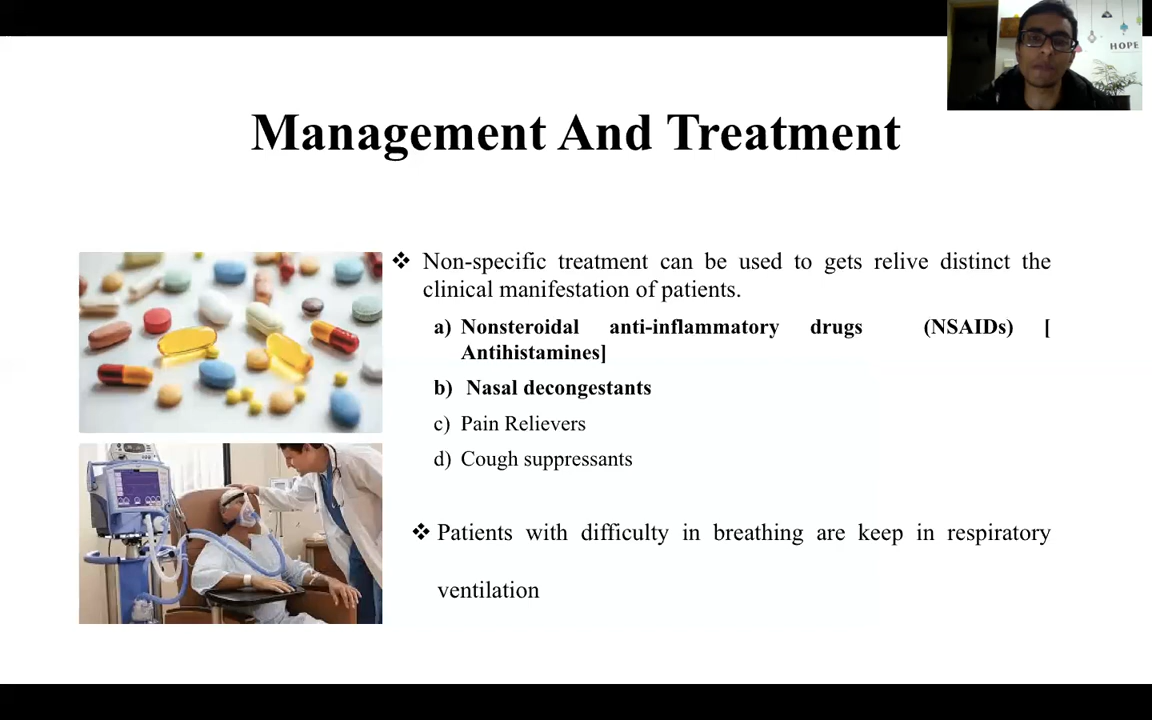 HOPE
Management And Treatment
❖ Non-specific treatment can be used to gets relive distinct the
clinical manifestation of patients.
a) Nonsteroidal anti-inflammatory drugs (NSAIDs) [
Antihistamines]
b) Nasal decongestants
c) Pain Relievers
d) Cough suppressants
❖ Patients with difficulty in breathing are keep in respiratory
ventilation